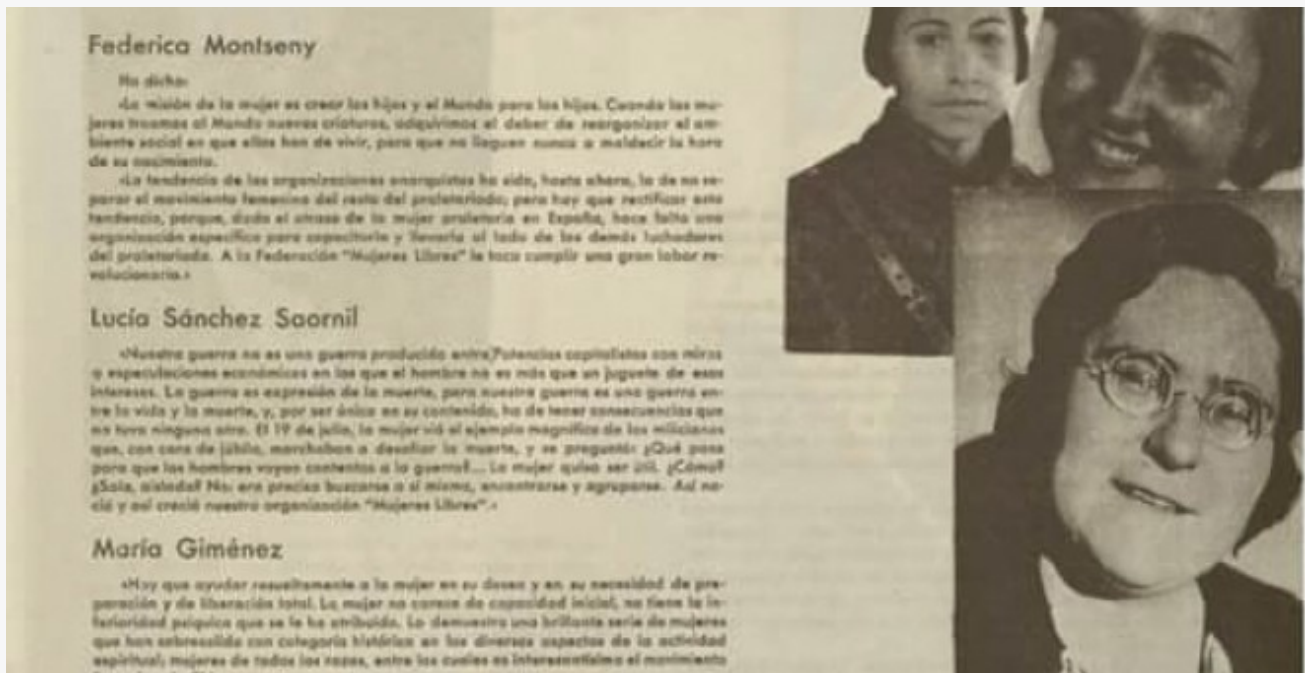 Federica Montseny
Ha dicho:
«La misión de la mujer es crear los hijos y el Mundo para los hijos. Cuando las mu-
jeres traemos al Mundo nuevas criaturas, adquirimos el deber de reorganizar el am-
biente social en que ellas han de vivir, para que no lleguen nunca a maldecir la hora
de su nacimiento.
«La tendencia de las organizaciones anarquistas ha sido, hasta ahora, la de no se-
parar el movimiento femenino del resto del proletariado; pero hay que rectificar esta
tendencia, porque, dado el atraso de la mujer proletaria en España, hace falta una
organización específica para capacitarla y llevarla al lado de los demás luchadores
del proletariado. A la Federación "Mujeres Libres" le toca cumplir una gran labor re-
volucionaria.»
Lucía Sánchez Saornil
«Nuestra guerra no es una guerra producida entre Potencias capitalistas con miras
o especulaciones económicas en las que el hombre no es más que un juguete de esos
intereses. La guerra es expresión de la muerte, pero nuestra guerra es una guerra en-
tre la vida y la muerte, y, por ser única en su contenido, ha de tener consecuencias que
no tuvo ninguna otra. El 19 de julio, la mujer vió el ejemplo magnífico de los milicianos
que, con cara de júbilo, marchaban a desafiar la muerte, y se preguntó: ¿Qué pasa
para que los hombres vayan contentos a la guerra?... La mujer quiso ser útil. ¿Cómo?
¿Sola, aislada? No: era preciso buscarse a sí misma, encontrarse y agruparse. Así na-
ció y así creció nuestra organización "Mujeres Libres".»
María Giménez
«Hay que ayudar resueltamente a la mujer en su deseo y en su necesidad de pre-
paración y de liberación total. La mujer no carece de capacidad inicial, no tiene la in-
ferioridad psíquica que se le ha atribuido. Lo demuestra una brillante serie de mujeres
que han sobresalido con categoría histórica en los diversos aspectos de la actividad
espiritual; mujeres de todas las razas, entre las cuales es interesantísimo el movimiento